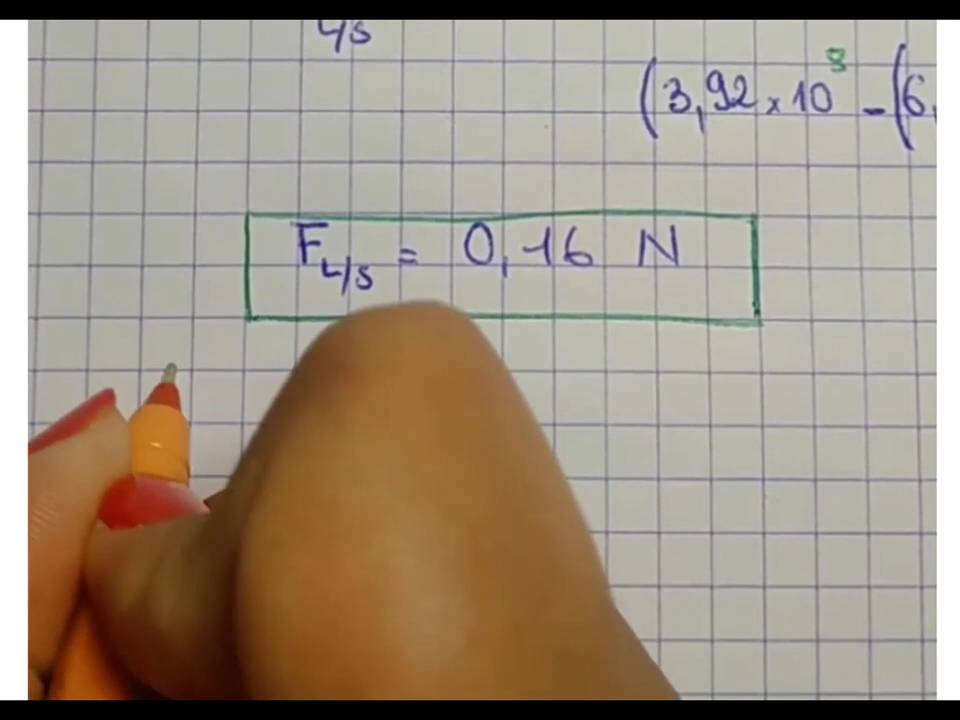 L/S
(3,92×10⁸ - (6,
F_L/S = 0,16 N